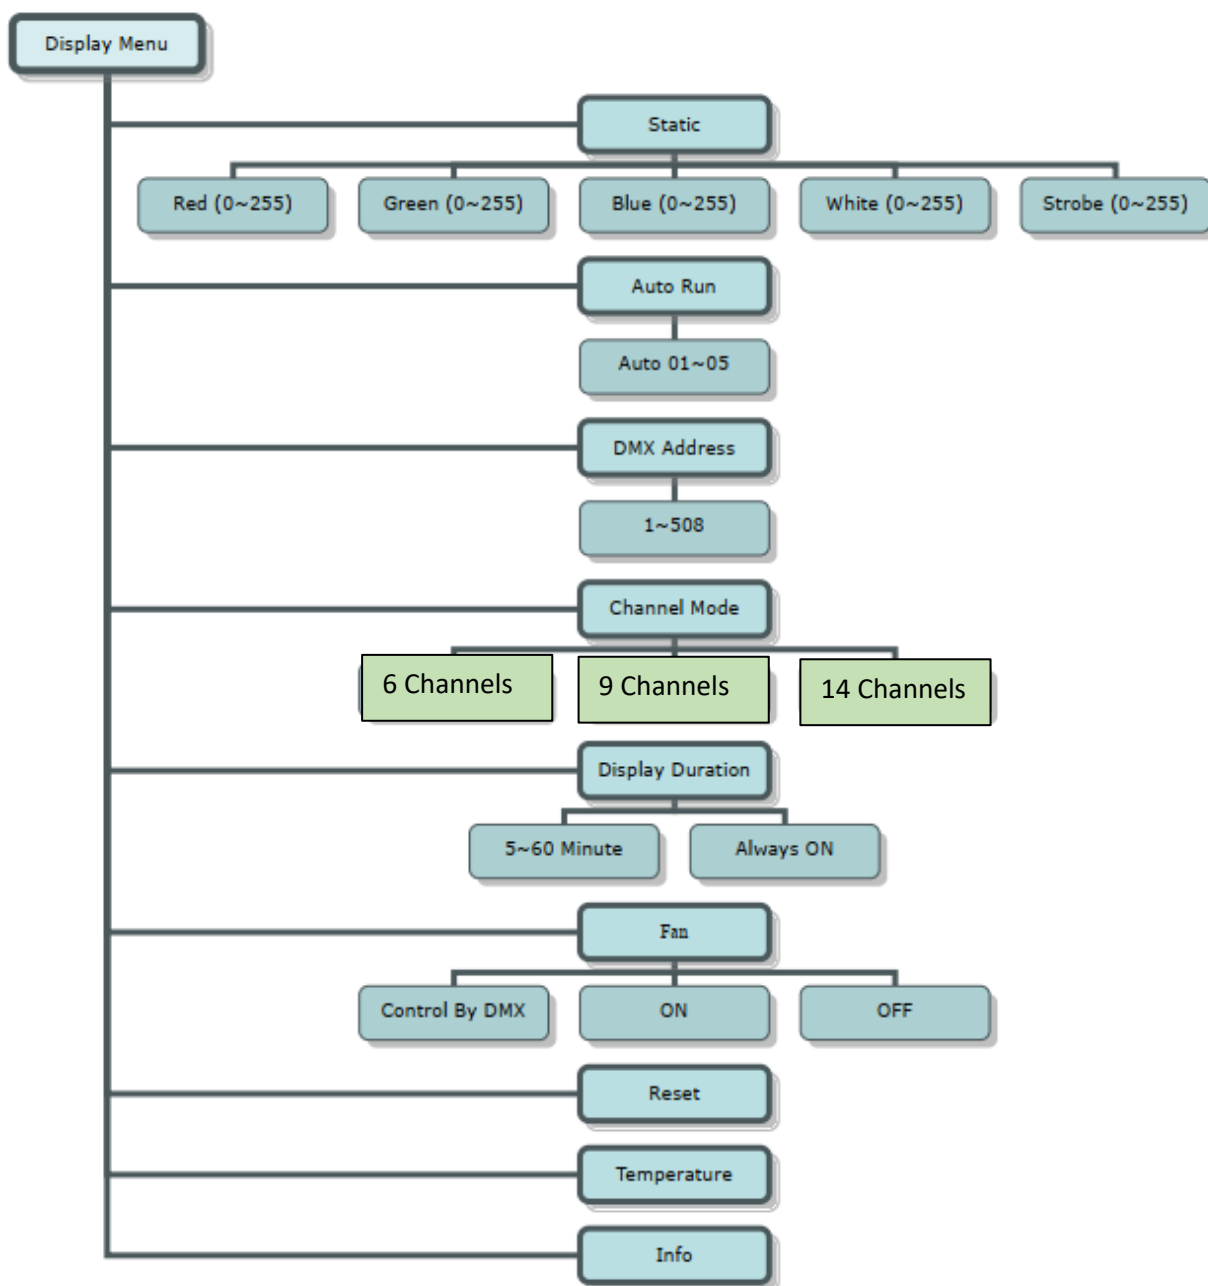 Display Menu
Static
Red (0~255)
Green (0~255)
Blue (0~255)
White (0~255)
Strobe (0~255)
Auto Run
Auto 01~05
DMX Address
1~508
Channel Mode
6 Channels
9 Channels
14 Channels
Display Duration
5~60 Minute
Always ON
Fan
Control By DMX
ON
OFF
Reset
Temperature
Info